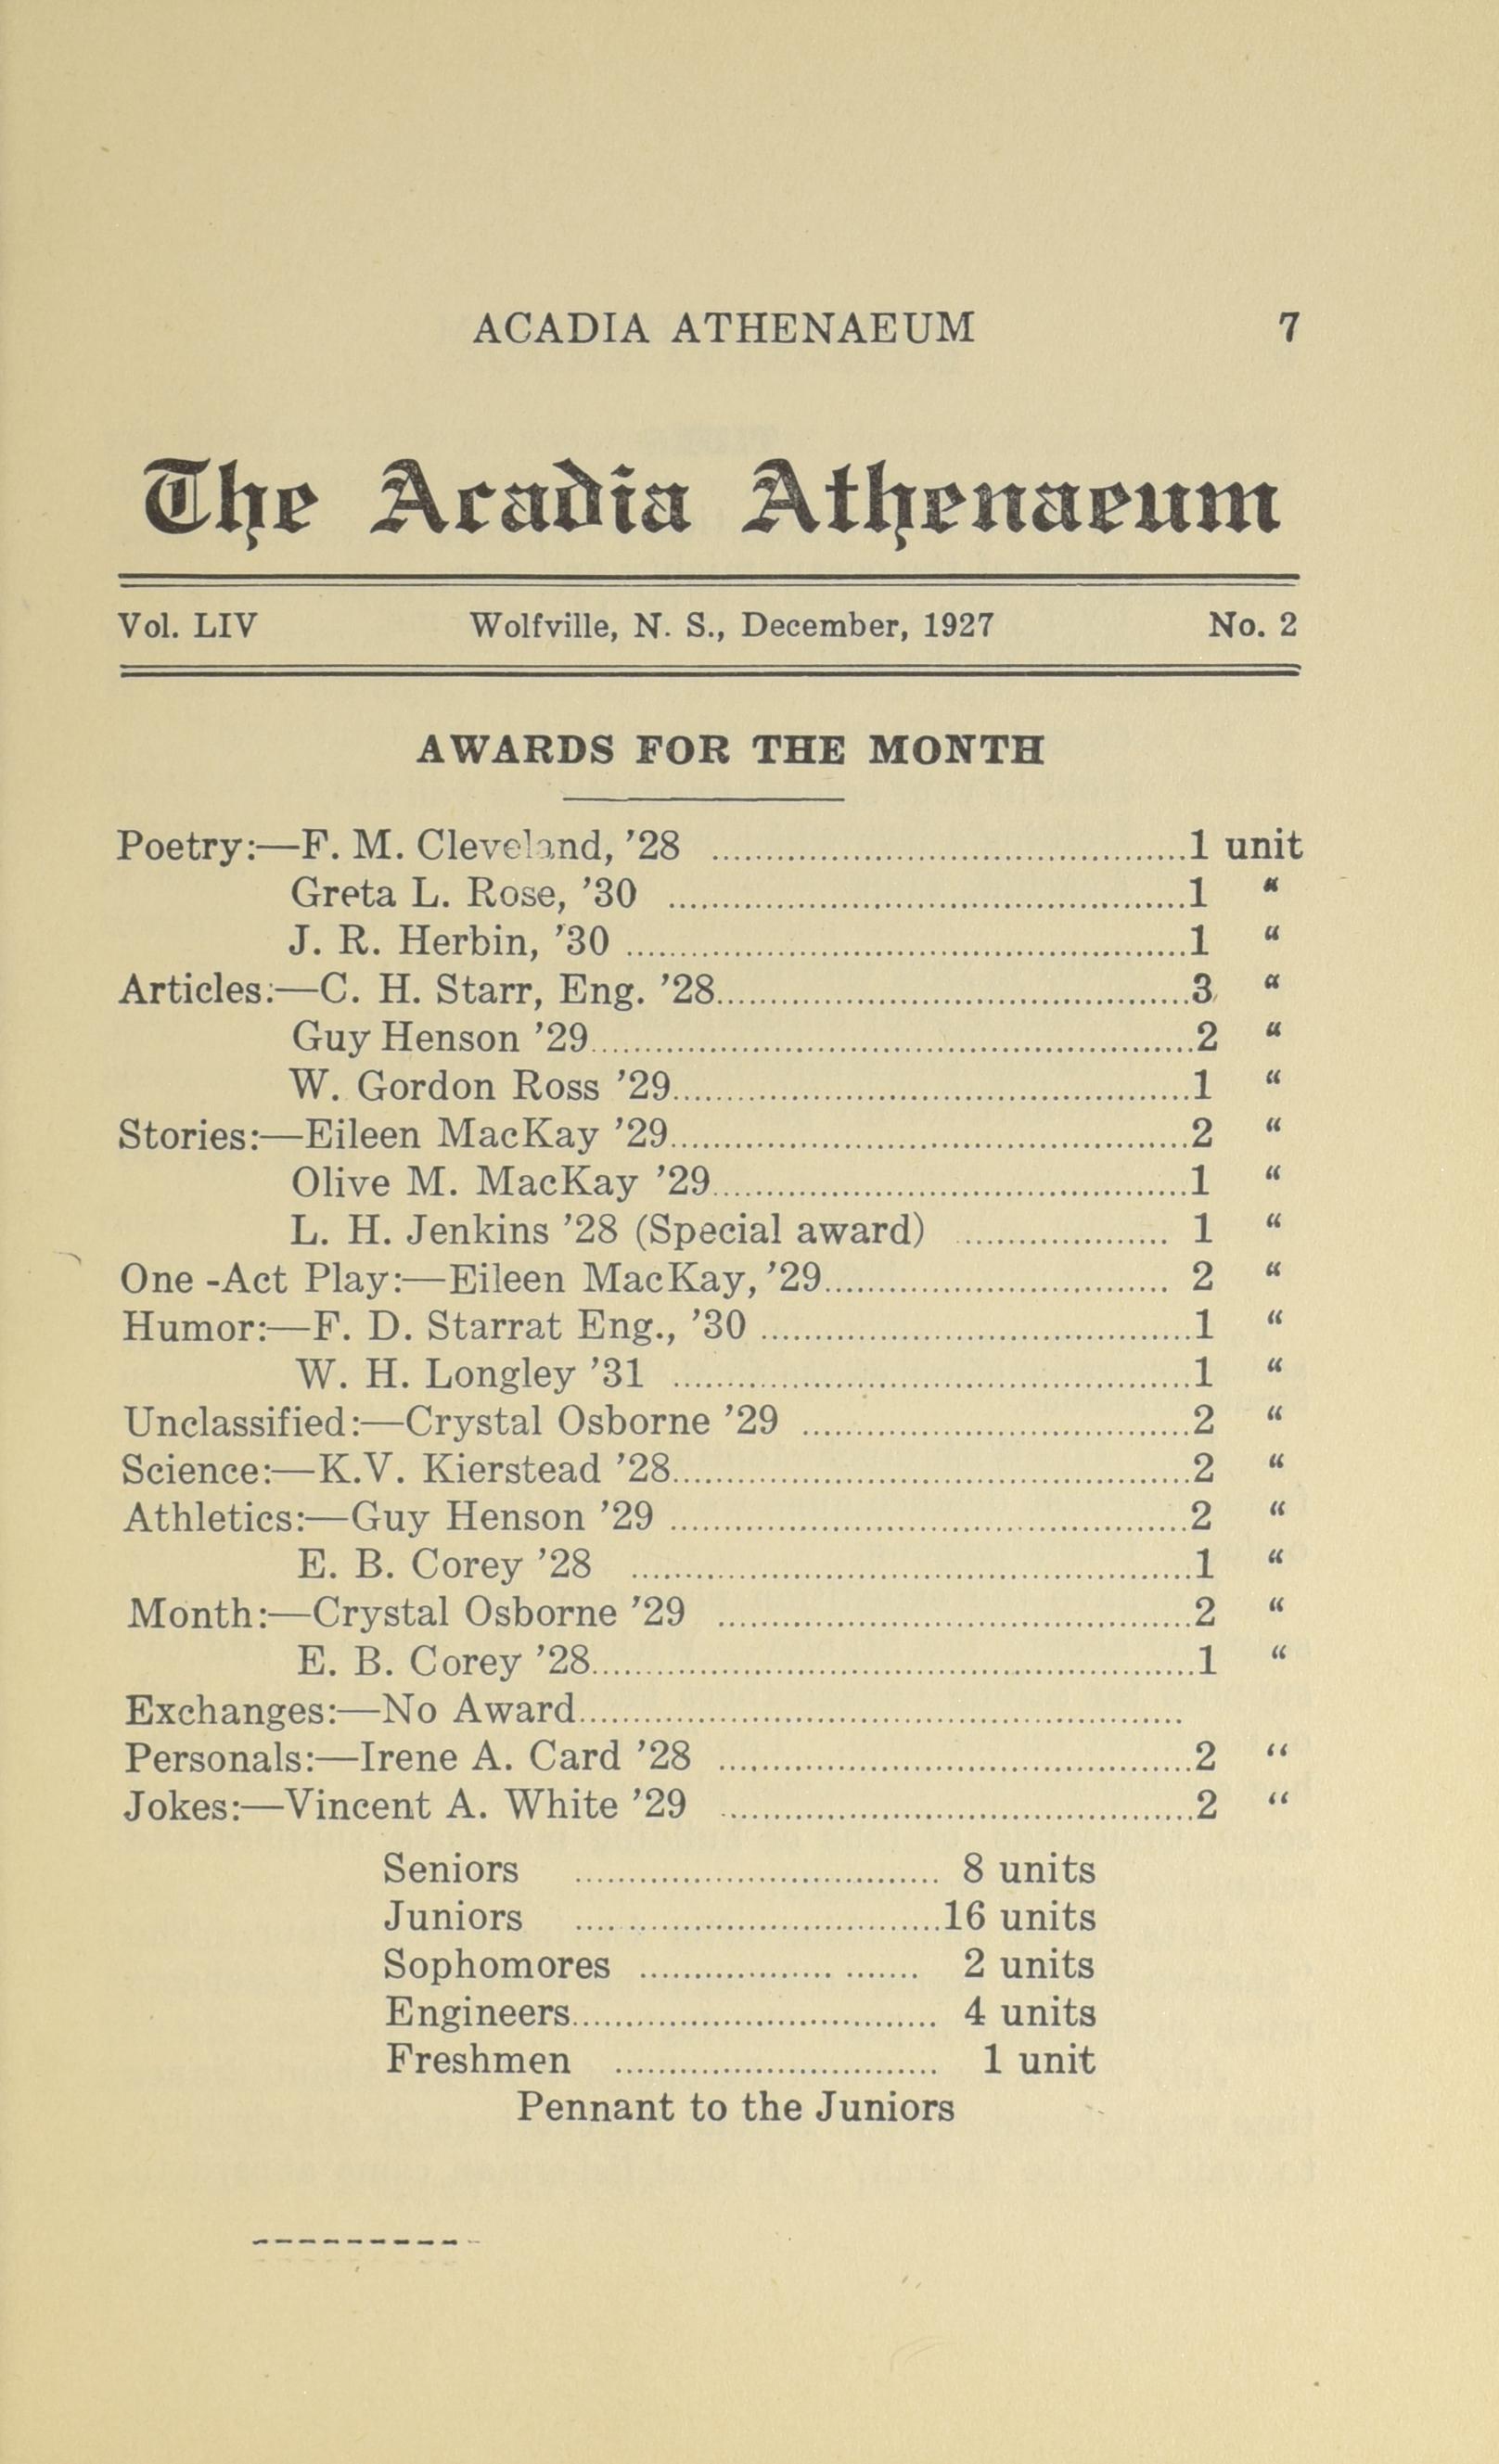 ACADIA ATHENAEUM 7
The Acadia Athenaeum
Vol. LIV Wolfville, N. S., December, 1927 No. 2
AWARDS FOR THE MONTH
Poetry:—F. M. Cleveland, ’28 ........................................ 1 unit
Greta L. Rose, ’30 ........................................ 1 “
J. R. Herbin, ’30 ........................................ 1 “
Articles:—C. H. Starr, Eng. ’28 ........................................ 3 “
Guy Henson ’29 ........................................ 2 “
W. Gordon Ross ’29 ........................................ 1 “
Stories:—Eileen MacKay ’29 ........................................ 2 “
Olive M. MacKay ’29 ........................................ 1 “
L. H. Jenkins ’28 (Special award) .................... 1 “
One -Act Play:—Eileen MacKay, ’29 .............................. 2 “
Humor:—F. D. Starrat Eng., ’30 ........................................ 1 “
W. H. Longley ’31 ........................................ 1 “
Unclassified:—Crystal Osborne ’29 .............................. 2 “
Science:—K.V. Kierstead ’28 ........................................ 2 “
Athletics:—Guy Henson ’29 ........................................ 2 “
E. B. Corey ’28 ........................................ 1 “
Month:—Crystal Osborne ’29 ........................................ 2 “
E. B. Corey ’28 ........................................ 1 “
Exchanges:—No Award ........................................
Personals:—Irene A. Card ’28 ........................................ 2 “
Jokes:—Vincent A. White ’29 ........................................ 2 “
Seniors .............................. 8 units
Juniors .............................. 16 units
Sophomores .............................. 2 units
Engineers .............................. 4 units
Freshmen .............................. 1 unit
Pennant to the Juniors